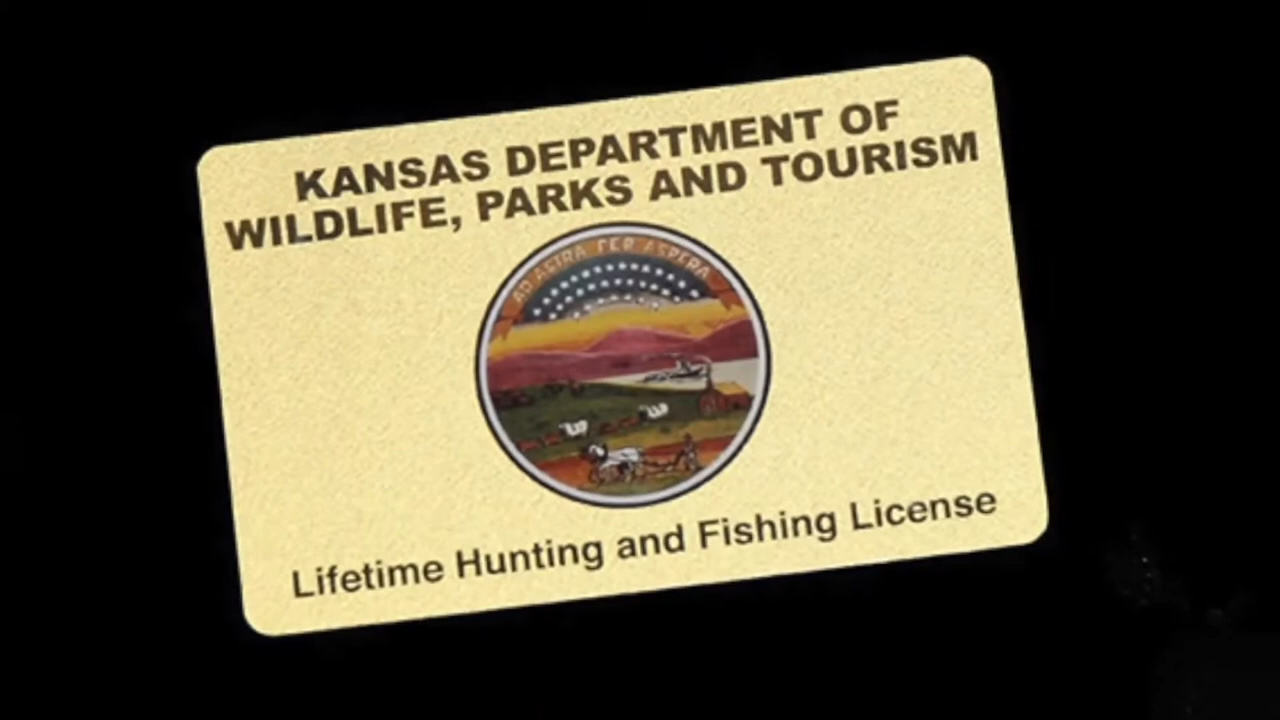 KANSAS DEPARTMENT OF
WILDLIFE, PARKS AND TOURISM
AD ASTRA PER ASPERA
Lifetime Hunting and Fishing License